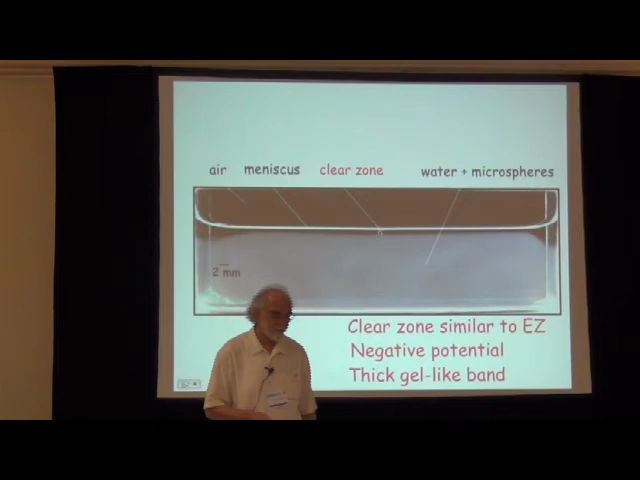 air meniscus clear zone water + microspheres
2 mm
Clear zone similar to EZ
Negative potential
Thick gel-like band